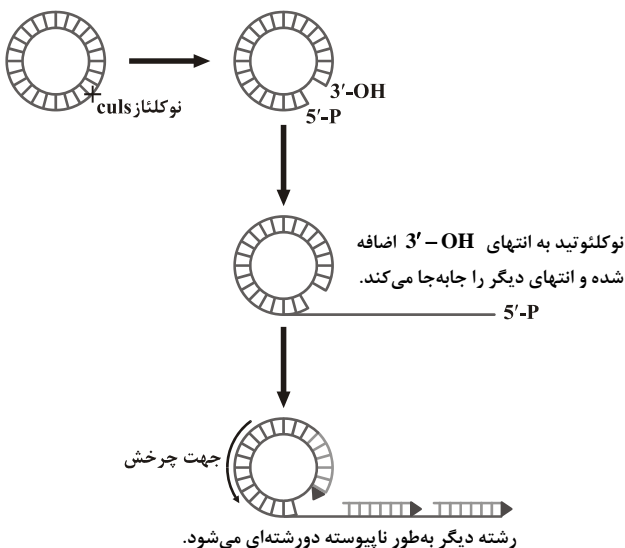 نوکلئاز culs
3′-OH
5′-P
نوکلئوتید به انتهای 3′ – OH اضافه
شده و انتهای دیگر را جابه‌جا می‌کند.
5′-P
جهت چرخش
رشته دیگر به‌طور ناپیوسته دورشته‌ای می‌شود.